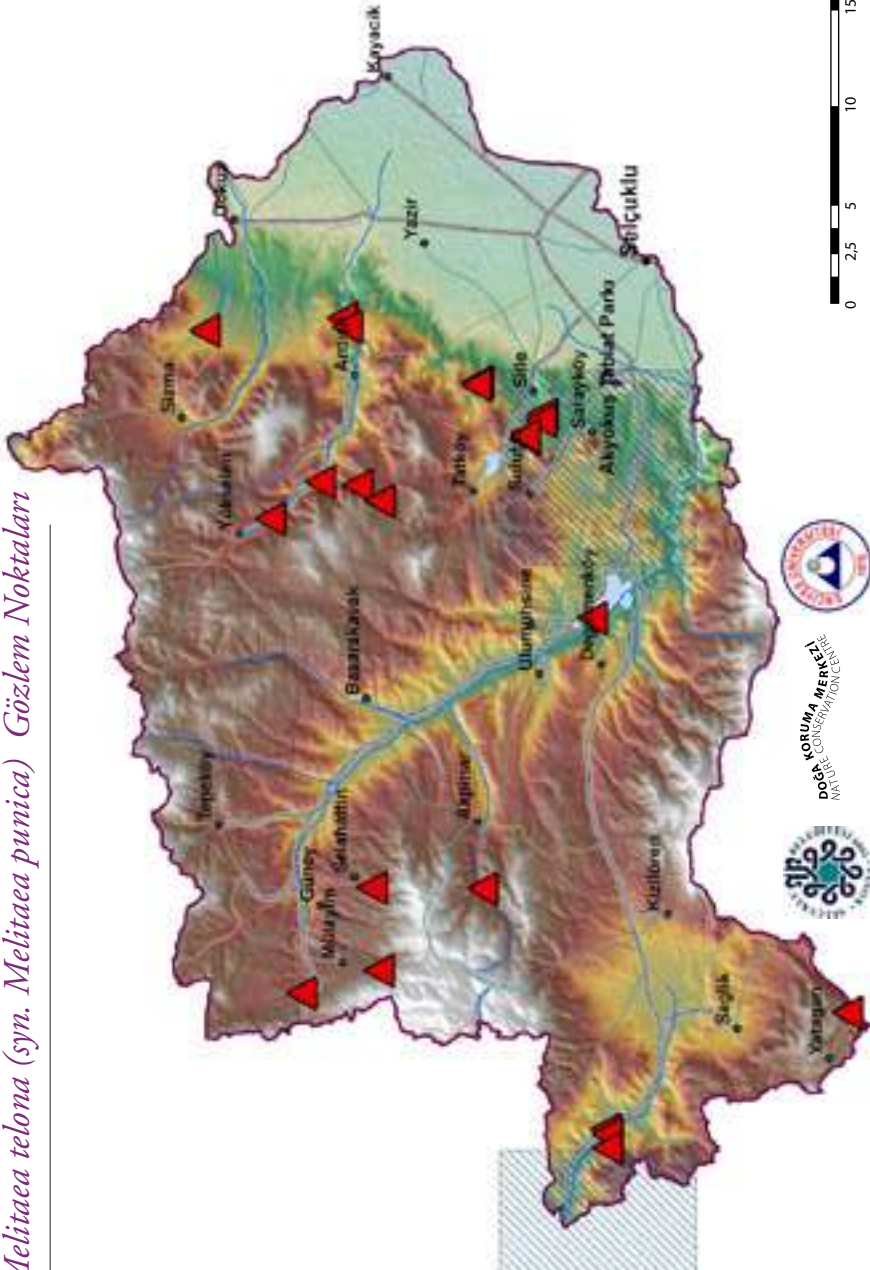 Melitaea telona (syn. Melitaea punica) Gözlem Noktaları
Kayacık
Yazır
Sızma
Selçuklu
Sille
Sarayköy
Akyokuş Tabiat Parkı
Tatköy
Yükselen
Başarakavak
Ulumuhsine
Tepeköy
Akpınar
Selahattin
Güney
Mülayim
Kızılören
Sağlık
Yatağan
0 2,5 5 10 15
DOĞA KORUMA MERKEZİ
NATURE CONSERVATION CENTRE